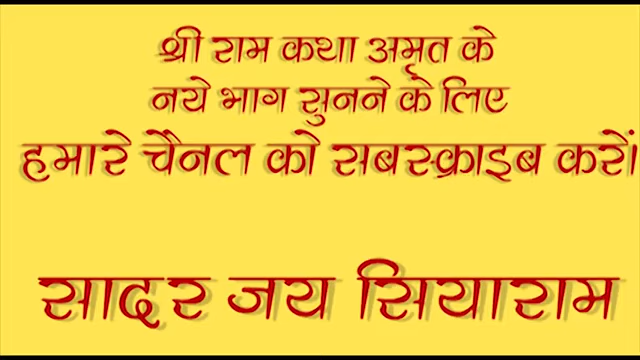 श्री राम कथा अमृत के
नये भाग सुनने के लिए
हमारे चैनल को सबस्क्राइब करें।
सादर जय सियाराम